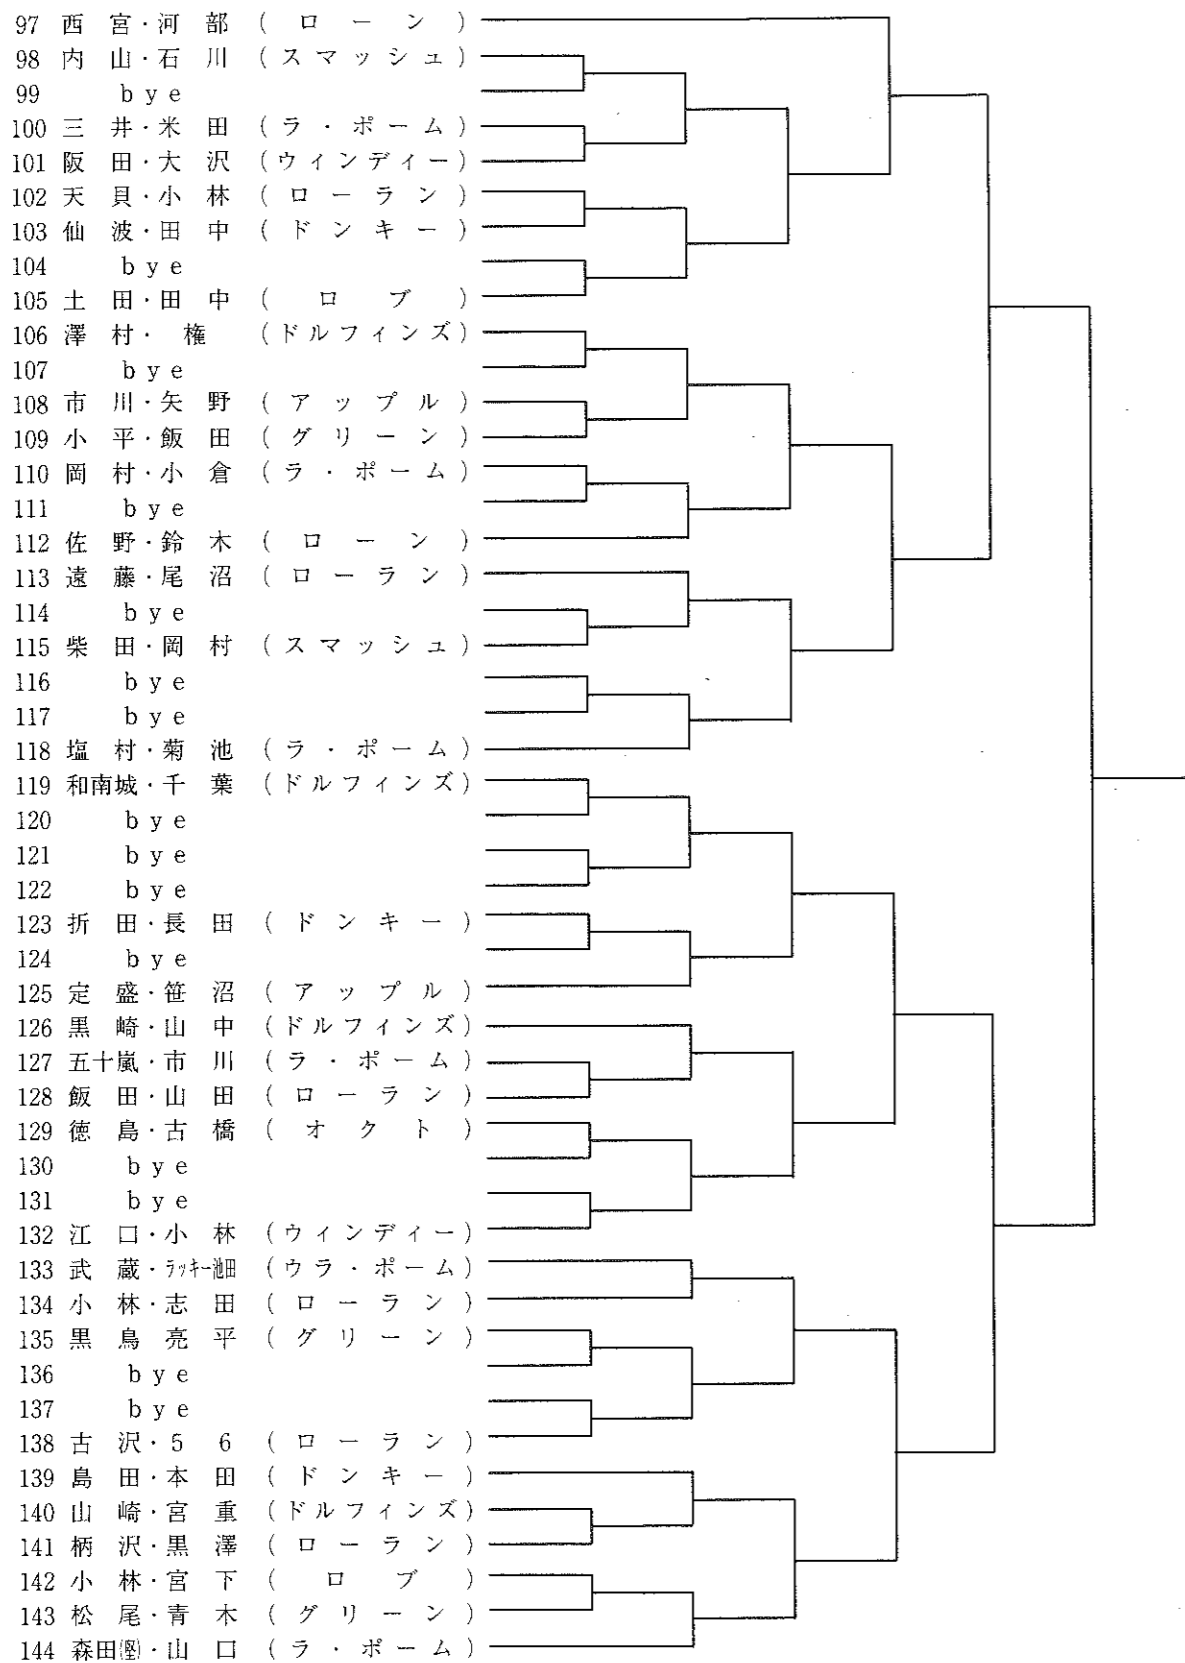 97 西宮・河部 (ローン)
98 内山・石川 (スマッシュ)
99 bye
100 三井・米田 (ラ・ポーム)
101 阪田・大沢 (ウィンディー)
102 天貝・小林 (ローラン)
103 仙波・田中 (ドンキー)
104 bye
105 土田・田中 (ロブ)
106 澤村・権 (ドルフィンズ)
107 bye
108 市川・矢野 (アップル)
109 小平・飯田 (グリーン)
110 岡村・小倉 (ラ・ポーム)
111 bye
112 佐野・鈴木 (ローン)
113 遠藤・尾沼 (ローラン)
114 bye
115 柴田・岡村 (スマッシュ)
116 bye
117 bye
118 塩村・菊池 (ラ・ポーム)
119 和南城・千葉 (ドルフィンズ)
120 bye
121 bye
122 bye
123 折田・長田 (ドンキー)
124 bye
125 定盛・笹沼 (アップル)
126 黒崎・山中 (ドルフィンズ)
127 五十嵐・市川 (ラ・ポーム)
128 飯田・山田 (ローラン)
129 徳島・古橋 (オクト)
130 bye
131 bye
132 江口・小林 (ウィンディー)
133 武蔵・ラッキー池田 (ウラ・ポーム)
134 小林・志田 (ローラン)
135 黒鳥亮平 (グリーン)
136 bye
137 bye
138 古沢・56 (ローラン)
139 島田・本田 (ドンキー)
140 山崎・宮重 (ドルフィンズ)
141 柄沢・黒澤 (ローラン)
142 小林・宮下 (ロブ)
143 松尾・青木 (グリーン)
144 森田(堅)・山口 (ラ・ポーム)